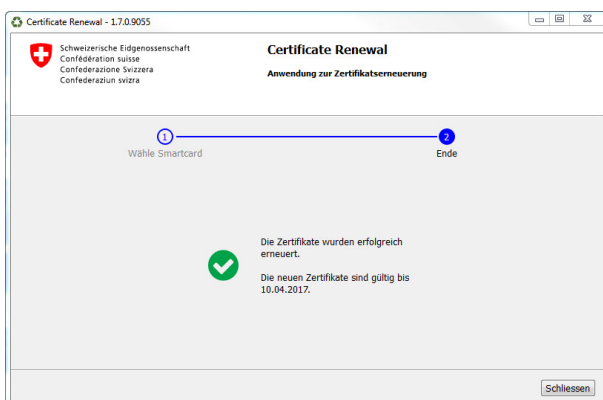 Certificate Renewal - 1.7.0.9055
Schweizerische Eidgenossenschaft
Confédération suisse
Confederazione Svizzera
Confederaziun svizra
Certificate Renewal
Anwendung zur Zertifikatserneuerung
1
2
Wähle Smartcard
Ende
Die Zertifikate wurden erfolgreich
erneuert.
Die neuen Zertifikate sind gültig bis
10.04.2017.
Schliessen